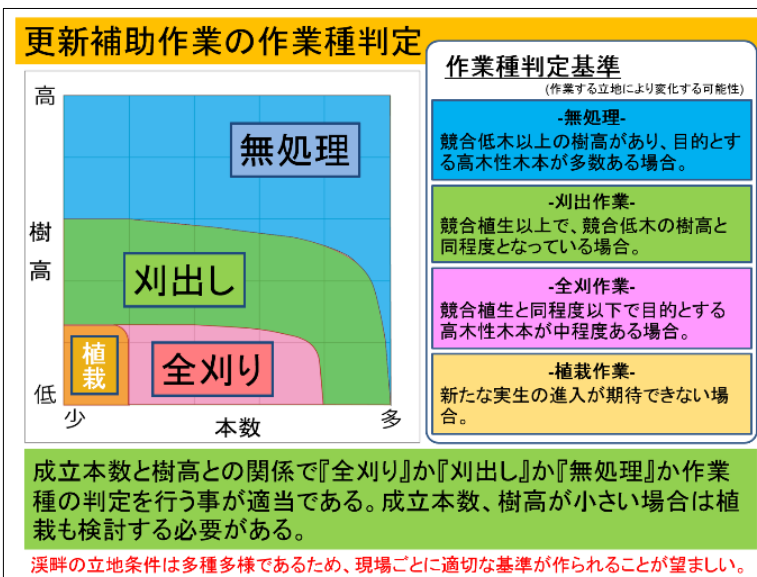 更新補助作業の作業種判定
高
樹
高
低
少
本数
多
無処理
刈出し
植
栽
全刈り
作業種判定基準
(作業する立地により変化する可能性)
-無処理-
競合低木以上の樹高があり、目的とす
る高木性木本が多数ある場合。
-刈出作業-
競合植生以上で、競合低木の樹高と
同程度となっている場合。
-全刈作業-
競合植生と同程度以下で目的とする
高木性木本が中程度ある場合。
-植栽作業-
新たな実生の進入が期待できない場
合。
成立本数と樹高との関係で『全刈り』か『刈出し』か『無処理』か作業
種の判定を行う事が適当である。成立本数、樹高が小さい場合は植
栽も検討する必要がある。
渓畔の立地条件は多種多様であるため、現場ごとに適切な基準が作られることが望ましい。